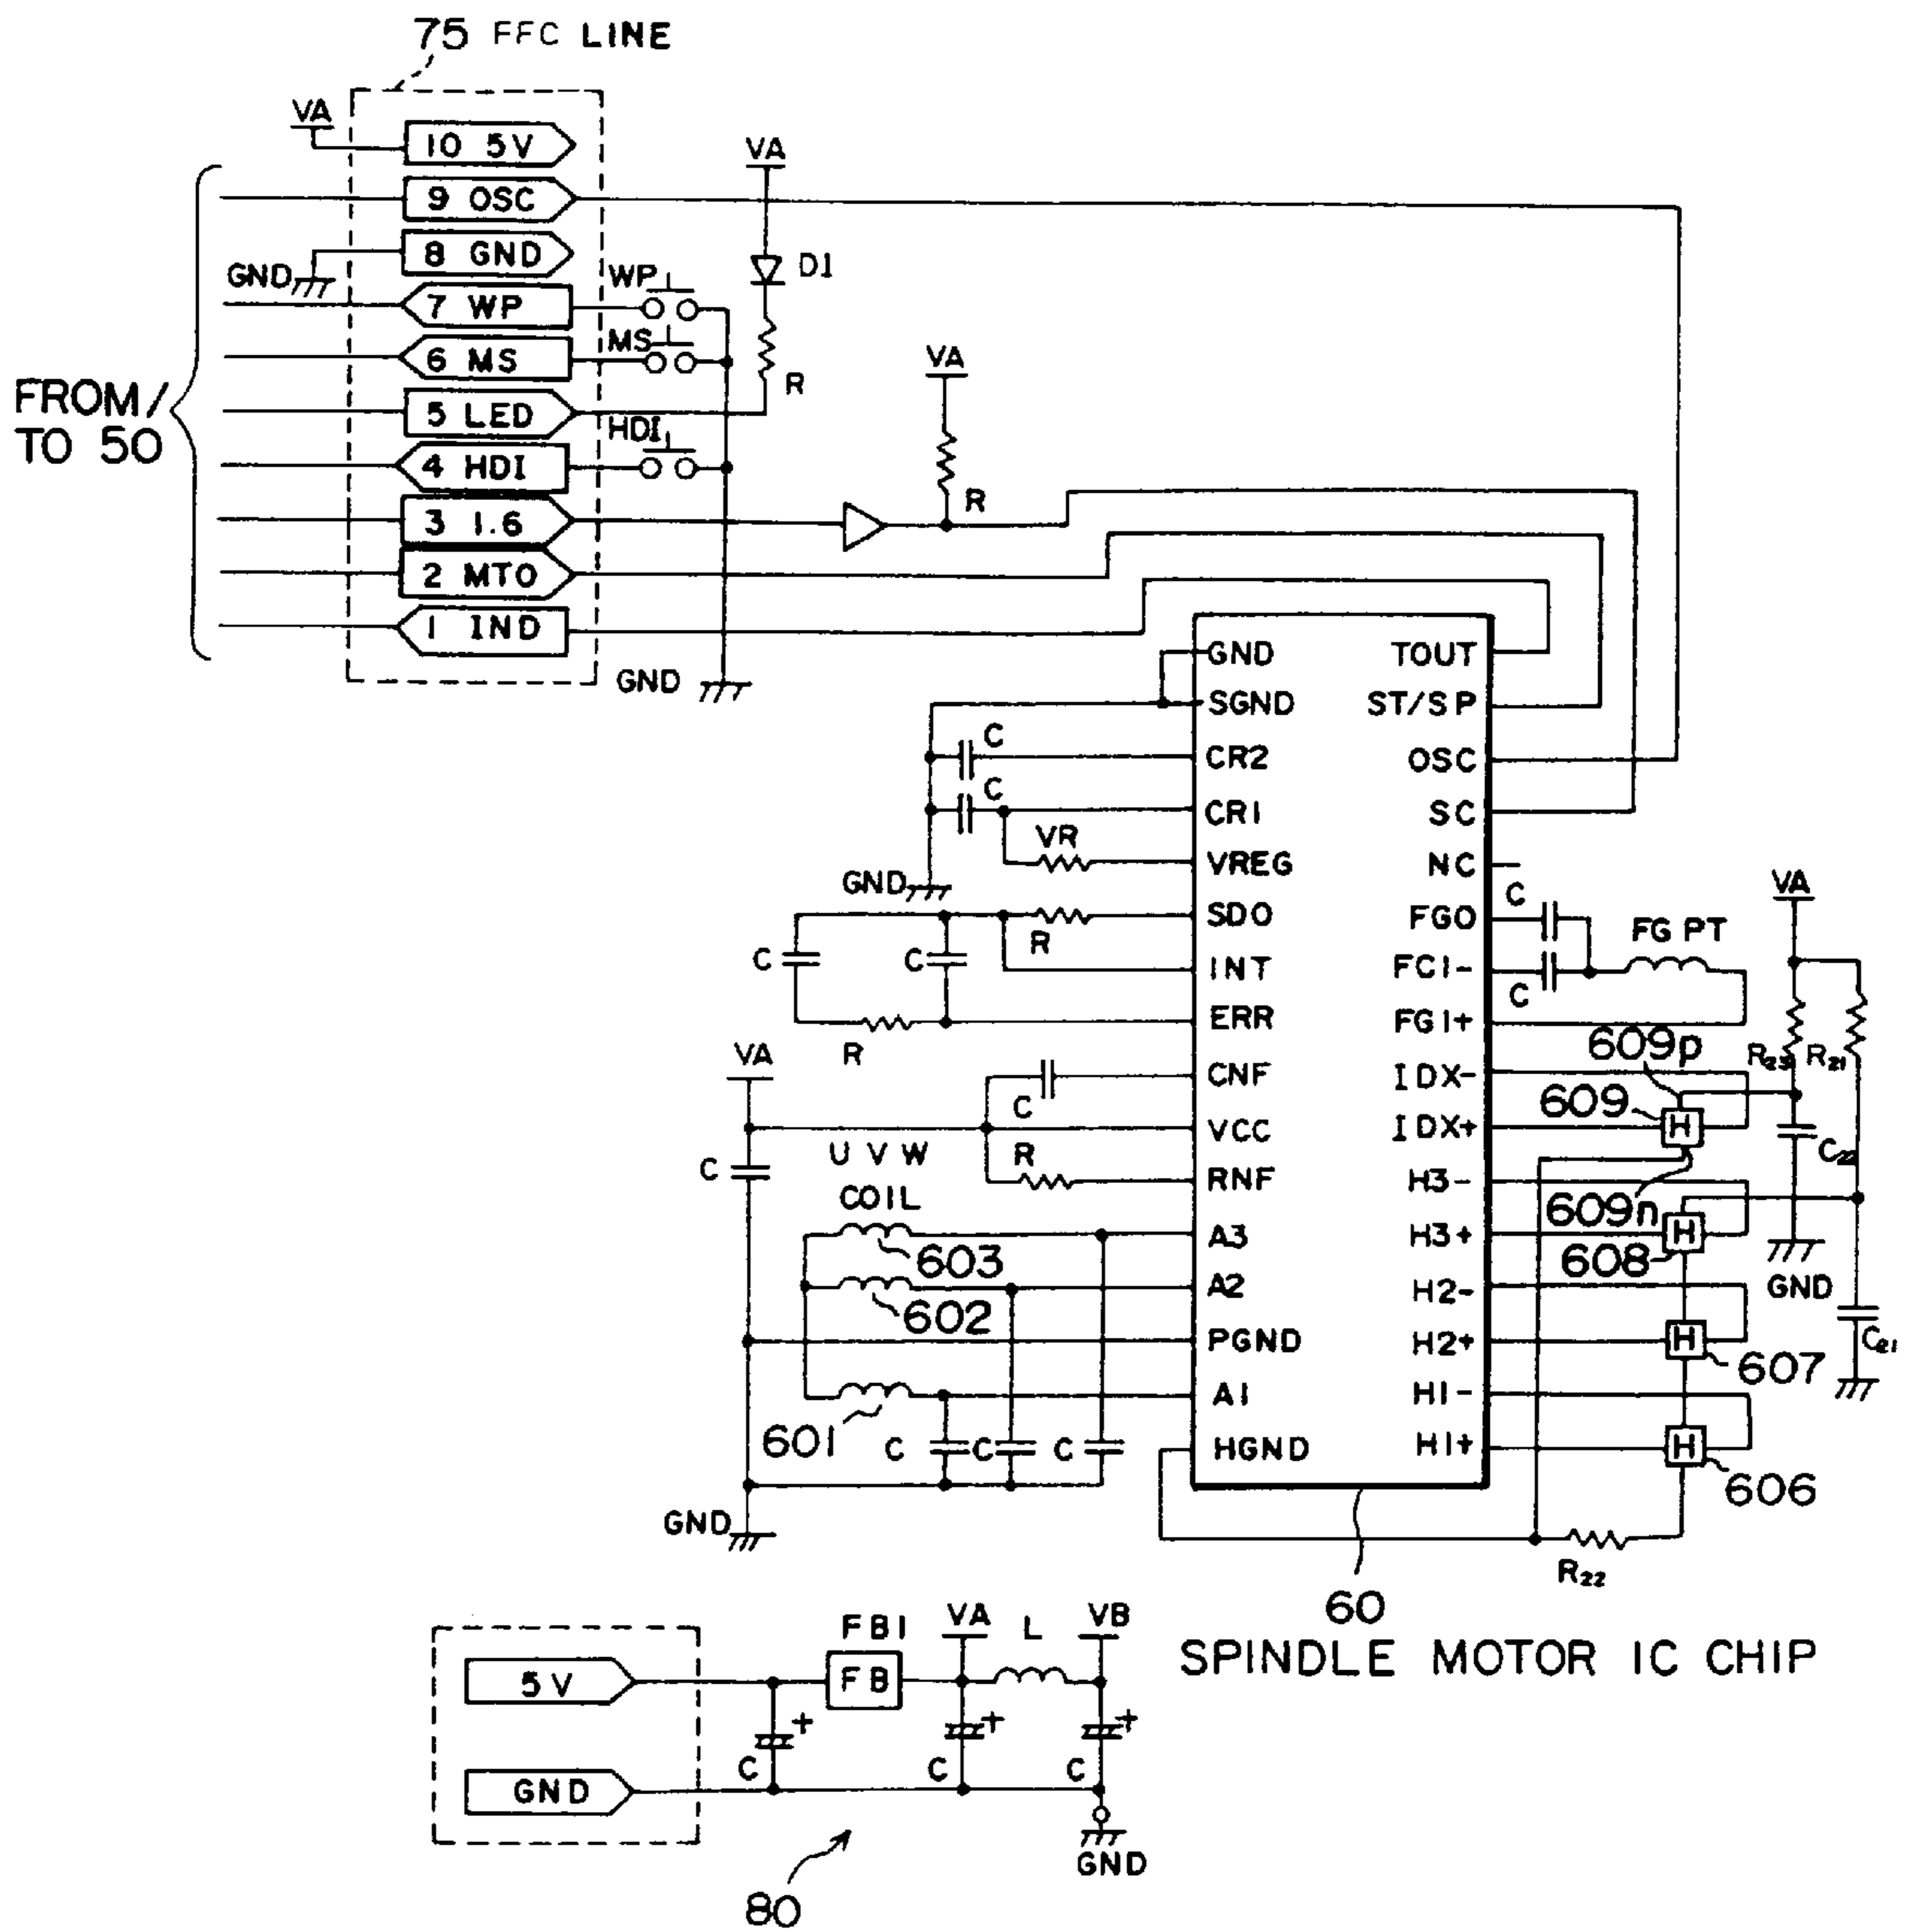 75 FFC LINE
VA
10 5V
VA
9 OSC
8 GND
D1
GND
WP
7 WP
MS
6 MS
VA
R
FROM/
TO 50
5 LED
HDI
4 HDI
R
3 1.6
2 MTO
1 IND
GND
GND
TOUT
SGND
ST/SP
C
CR2
OSC
C
CR1
SC
VR
VREG
NC
GND
C
VA
SDO
FGO
FG PT
R
C
C
INT
FC1-
C
ERR
FG1+
R
609p
R23
R21
VA
CNF
IDX-
C
609
H
VCC
IDX+
U V W
R
C
C22
RNF
H3-
COIL
609n
A3
H3+
H
603
608
A2
H2-
GND
602
PGND
H2+
H
C21
607
A1
H1-
601
C
C
C
HGND
H1+
H
606
GND
R22
60
SPINDLE MOTOR IC CHIP
FB1
VA
L
VB
5V
FB
+
+
+
C
C
C
GND
GND
80